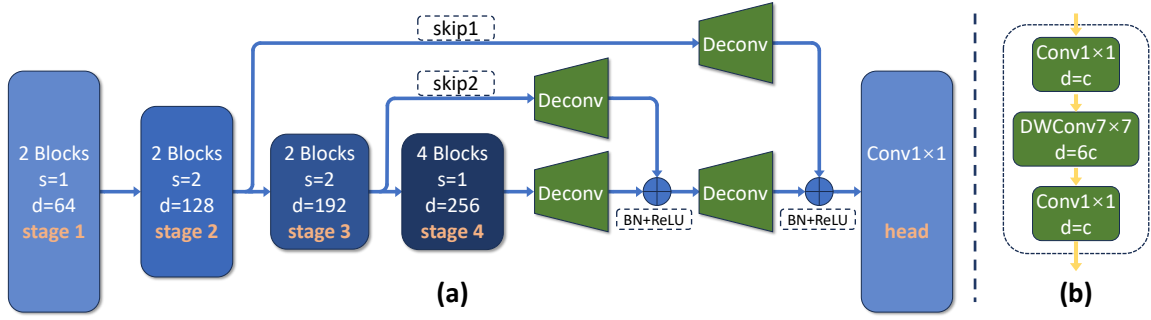 skip1
Deconv
skip2
Deconv
2 Blocks
s=1
d=64
stage 1
2 Blocks
s=2
d=128
stage 2
2 Blocks
s=2
d=192
stage 3
4 Blocks
s=1
d=256
stage 4
Deconv
BN+ReLU
Deconv
BN+ReLU
Conv1×1
head
(a)
Conv1×1
d=c
DWConv7×7
d=6c
Conv1×1
d=c
(b)